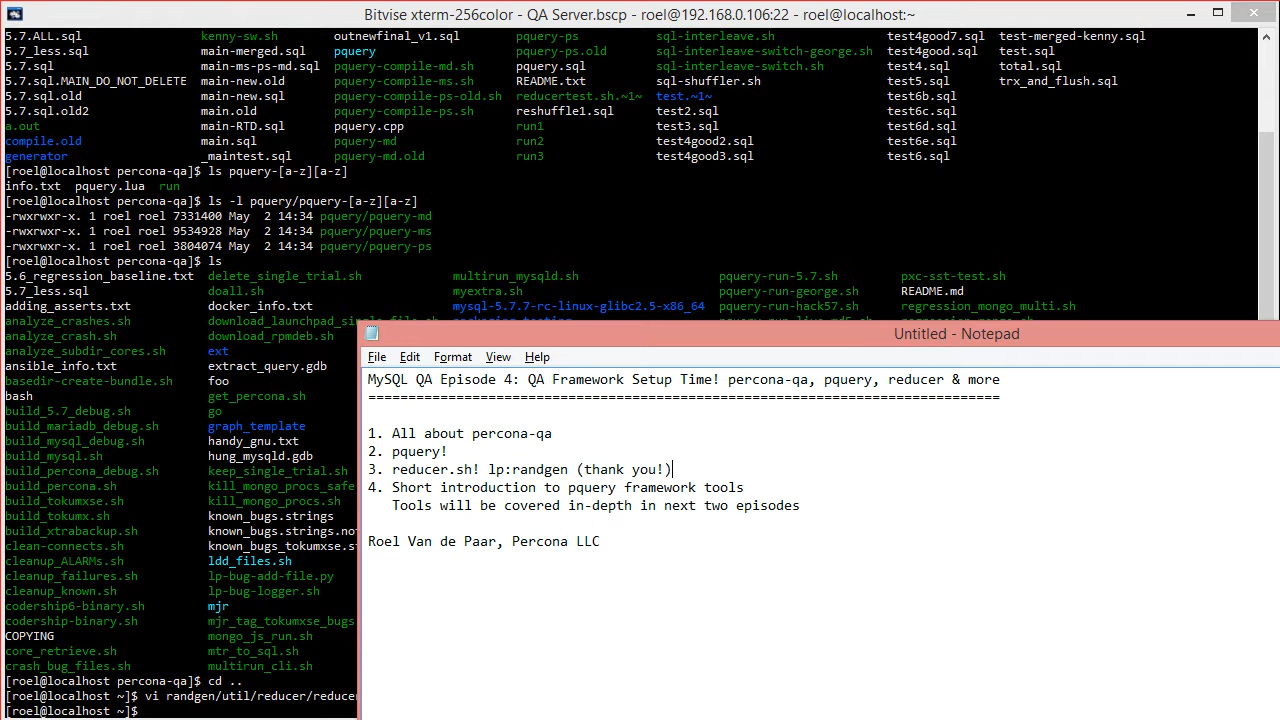 Bitvise xterm-256color - QA Server.bscp - roel@192.168.0.106:22 - roel@localhost:~
5.7.ALL.sql kenny-sw.sh outnewfinal_v1.sql pquery-ps sql-interleave.sh test4good7.sql test-merged-kenny.sql
5.7_less.sql main-merged.sql pquery pquery-ps.old sql-interleave-switch-george.sh test4good.sql test.sql
5.7.sql main-ms-ps-md.sql pquery-compile-md.sh pquery.sql sql-interleave-switch.sh test4.sql total.sql
5.7.sql.MAIN_DO_NOT_DELETE main-new.old pquery-compile-ms.sh README.txt sql-shuffler.sh test5.sql trx_and_flush.sql
5.7.sql.old main-new.sql pquery-compile-ps-old.sh reducertest.sh.~1~ test.~1~ test6b.sql
5.7.sql.old2 main.old pquery-compile-ps.sh reshuffle1.sql test2.sql test6c.sql
a.out main-RTD.sql pquery.cpp run1 test3.sql test6d.sql
compile.old main.sql pquery-md run2 test4good2.sql test6e.sql
generator _maintest.sql pquery-md.old run3 test4good3.sql test6.sql
[roel@localhost percona-qa]$ ls pquery-[a-z][a-z]
info.txt pquery.lua run
[roel@localhost percona-qa]$ ls -l pquery/pquery-[a-z][a-z]
-rwxrwxr-x. 1 roel roel 7331400 May 2 14:34 pquery/pquery-md
-rwxrwxr-x. 1 roel roel 9534928 May 2 14:34 pquery/pquery-ms
-rwxrwxr-x. 1 roel roel 3804074 May 2 14:34 pquery/pquery-ps
[roel@localhost percona-qa]$ ls
5.6_regression_baseline.txt delete_single_trial.sh multirun_mysqld.sh pquery-run-5.7.sh pxc-sst-test.sh
5.7_less.sql doall.sh myextra.sh pquery-run-george.sh README.md
adding_asserts.txt docker_info.txt mysql-5.7.7-rc-linux-glibc2.5-x86_64 pquery-run-hack57.sh regression_mongo_multi.sh
analyze_crashes.sh download_launchpad_single_file.sh
analyze_crash.sh download_rpmdeb.sh
analyze_subdir_cores.sh ext
ansible_info.txt extract_query.gdb
basedir-create-bundle.sh foo
bash get_percona.sh
build_5.7_debug.sh go
build_mariadb_debug.sh graph_template
build_mysql_debug.sh handy_gnu.txt
build_percona_debug.sh hung_mysqld.gdb
build_percona_debug.sh keep_single_trial.sh
build_tokumxse.sh kill_mongo_procs_safe
build_tokumx.sh kill_mongo_procs.sh
known_bugs.strings
build_xtrabackup.sh known_bugs.strings.no
clean-connects.sh known_bugs_tokumxse.s
cleanup_ALARMs.sh ldd_files.sh
cleanup_failures.sh lp-bug-add-file.py
cleanup_known.sh lp-bug-logger.sh
codership6-binary.sh mjr
codership-binary.sh mjr_tag_tokumxse_bugs
COPYING mongo_js_run.sh
core_retrieve.sh mtr_to_sql.sh
crash_bug_files.sh multirun_cli.sh
[roel@localhost percona-qa]$ cd ..
[roel@localhost ~]$ vi randgen/util/reducer/reduce
[roel@localhost ~]$
Untitled - Notepad
File Edit Format View Help
MySQL QA Episode 4: QA Framework Setup Time! percona-qa, pquery, reducer & more
===============================================================================
1. All about percona-qa
2. pquery!
3. reducer.sh! lp:randgen (thank you!)
4. Short introduction to pquery framework tools
Tools will be covered in-depth in next two episodes
Roel Van de Paar, Percona LLC